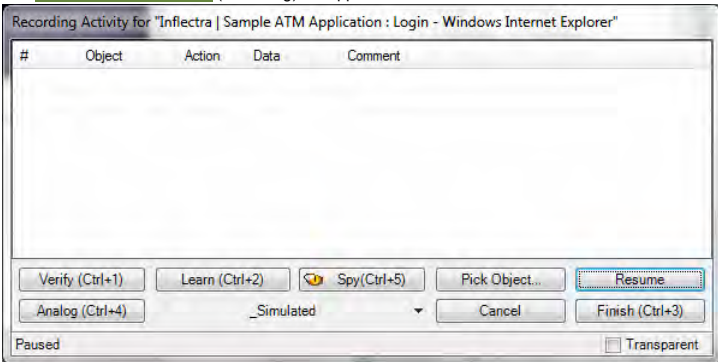 Recording Activity for "Inflectra | Sample ATM Application : Login - Windows Internet Explorer"
# Object Action Data Comment
Verify (Ctrl+1) Learn (Ctrl+2) Spy(Ctrl+5) Pick Object... Resume
Analog (Ctrl+4) _Simulated Cancel Finish (Ctrl+3)
Paused Transparent